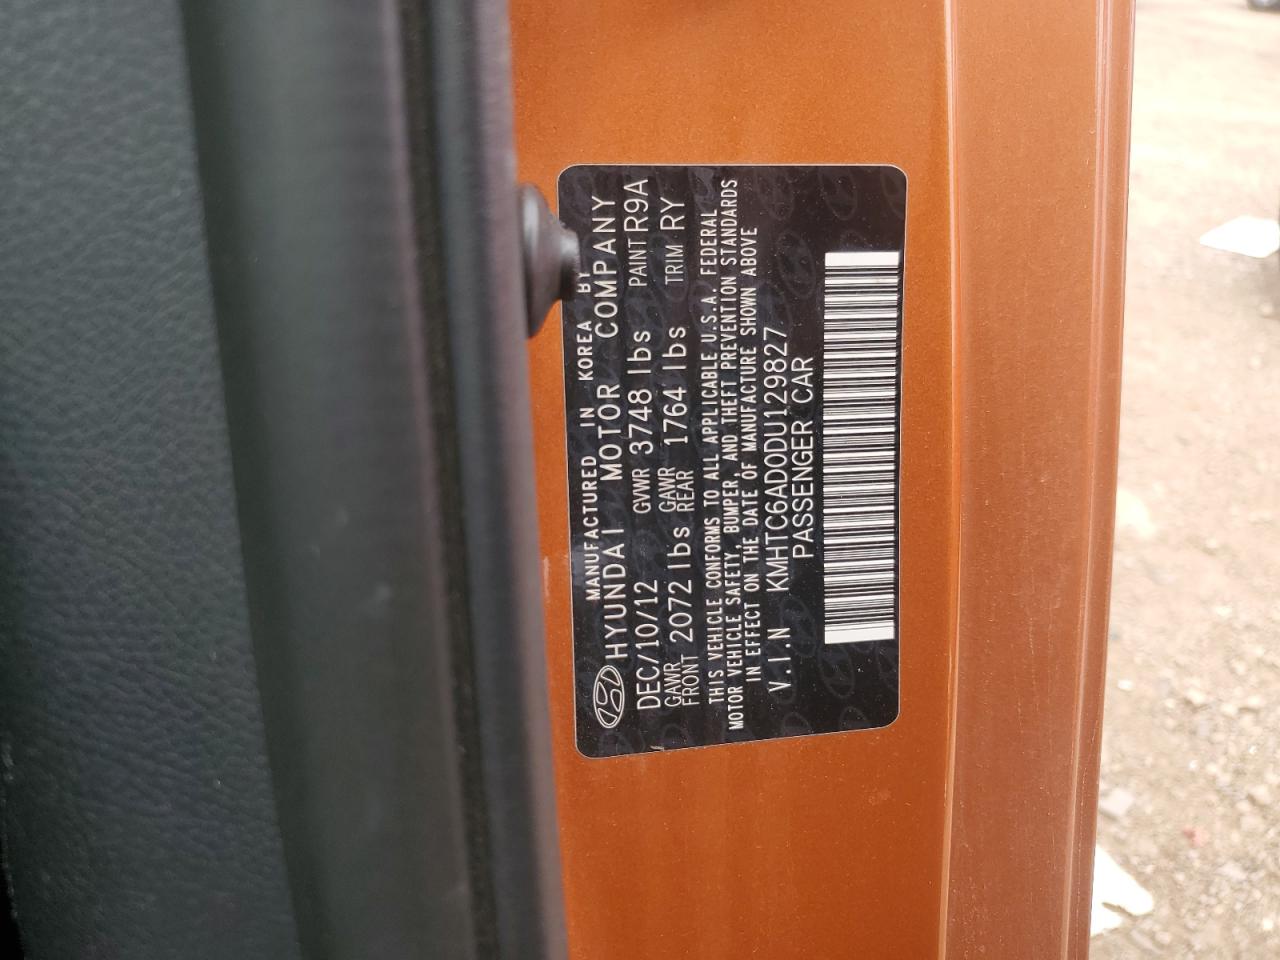 MANUFACTURED IN KOREA BY
HYUNDAI MOTOR COMPANY
DEC/10/12 GVWR 3748 lbs PAINT R9A
GAWR FRONT 2072 lbs GAWR REAR 1764 lbs TRIM RY
THIS VEHICLE CONFORMS TO ALL APPLICABLE U.S.A. FEDERAL
MOTOR VEHICLE SAFETY, BUMPER, AND THEFT PREVENTION STANDARDS
IN EFFECT ON THE DATE OF MANUFACTURE SHOWN ABOVE
V.I.N KMHTC6AD0DU129827
PASSENGER CAR